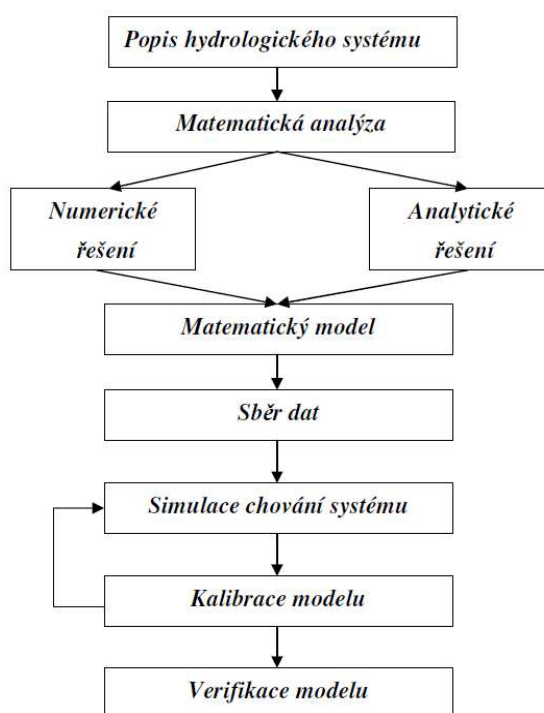 Popis hydrologického systému
Matematická analýza
Numerické
řešení
Analytické
řešení
Matematický model
Sběr dat
Simulace chování systému
Kalibrace modelu
Verifikace modelu